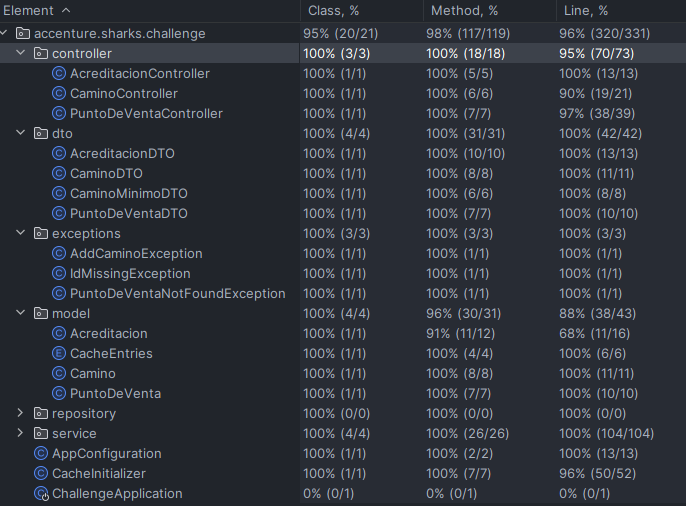 Element Class, % Method, % Line, %
accenture.sharks.challenge 95% (20/21) 98% (117/119) 96% (320/331)
controller 100% (3/3) 100% (18/18) 95% (70/73)
AcreditacionController 100% (1/1) 100% (5/5) 100% (13/13)
CaminoController 100% (1/1) 100% (6/6) 90% (19/21)
PuntoDeVentaController 100% (1/1) 100% (7/7) 97% (38/39)
dto 100% (4/4) 100% (31/31) 100% (42/42)
AcreditacionDTO 100% (1/1) 100% (10/10) 100% (13/13)
CaminoDTO 100% (1/1) 100% (8/8) 100% (11/11)
CaminoMinimoDTO 100% (1/1) 100% (6/6) 100% (8/8)
PuntoDeVentaDTO 100% (1/1) 100% (7/7) 100% (10/10)
exceptions 100% (3/3) 100% (3/3) 100% (3/3)
AddCaminoException 100% (1/1) 100% (1/1) 100% (1/1)
IdMissingException 100% (1/1) 100% (1/1) 100% (1/1)
PuntoDeVentaNotFoundException 100% (1/1) 100% (1/1) 100% (1/1)
model 100% (4/4) 96% (30/31) 88% (38/43)
Acreditacion 100% (1/1) 91% (11/12) 68% (11/16)
CacheEntries 100% (1/1) 100% (4/4) 100% (6/6)
Camino 100% (1/1) 100% (8/8) 100% (11/11)
PuntoDeVenta 100% (1/1) 100% (7/7) 100% (10/10)
repository 100% (0/0) 100% (0/0) 100% (0/0)
service 100% (4/4) 100% (26/26) 100% (104/104)
AppConfiguration 100% (1/1) 100% (2/2) 100% (13/13)
CacheInitializer 100% (1/1) 100% (7/7) 96% (50/52)
ChallengeApplication 0% (0/1) 0% (0/1) 0% (0/1)